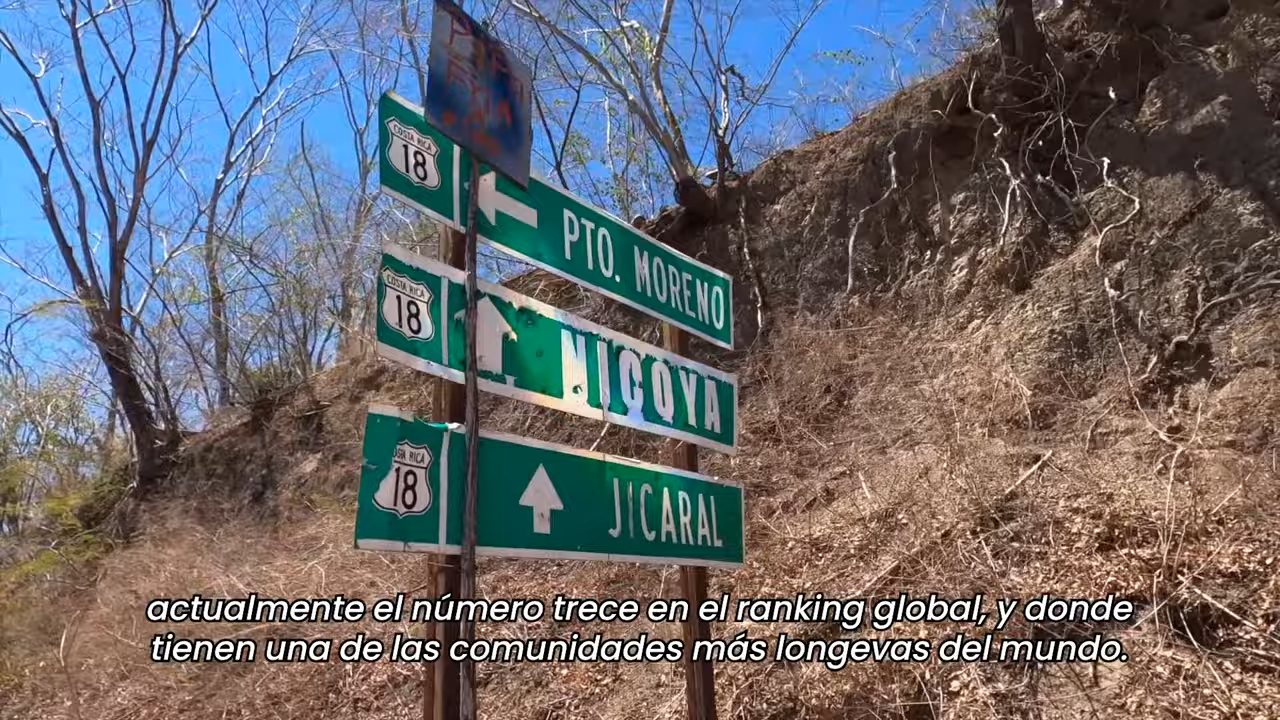 COSTA RICA
18
PTO. MORENO
COSTA RICA
18
NICOYA
COSTA RICA
18
JICARAL
actualmente el número trece en el ranking global, y donde
tienen una de las comunidades más longevas del mundo.